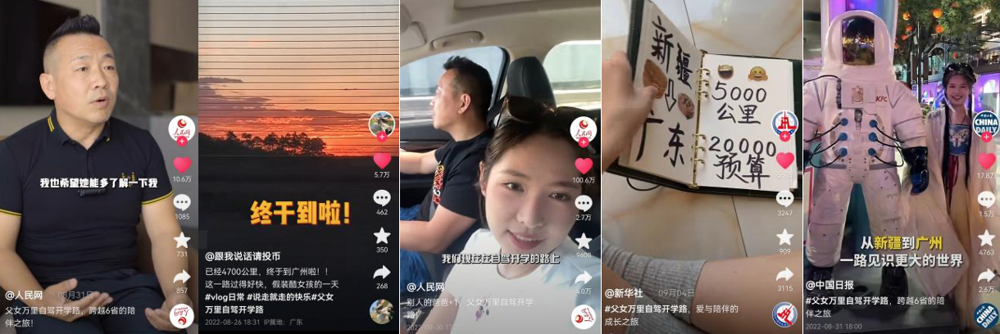 我也希望她能多了解一下我
人民网
10.6万
1085
731
857
@人民网 · 08月31日
父女万里自驾开学路，跨越6省的陪
伴之旅！
终于到啦！
5.7万
462
350
268
@跟我说话请投币
已经4700公里，终于到广州啦！！
这一路过得好快，假装酷女孩的一天
#vlog日常 #说走就走的快乐#父女
万里自驾开学路
2022-08-26 18:31 IP属地：广东
人民网
100.6万
2.7万
9608
4.0万
我们现在在自驾开学的路上
@人民网
别人的爸爸+1，父女万里自驾开学
路！
新疆
广东
5000
公里
20000
预算
3247
909
3115
@新华社 · 09月04日
#父女万里自驾开学路，爱与陪伴的
成长之旅
KFC
CHINA
DAILY
17.8万
1.5万
4763
2.6万
从新疆到广州
一路见识更大的世界
@中国日报
#父女万里自驾开学路，跨越6省的陪
伴之旅
2022-08-31 18:00
CHINA
DAILY